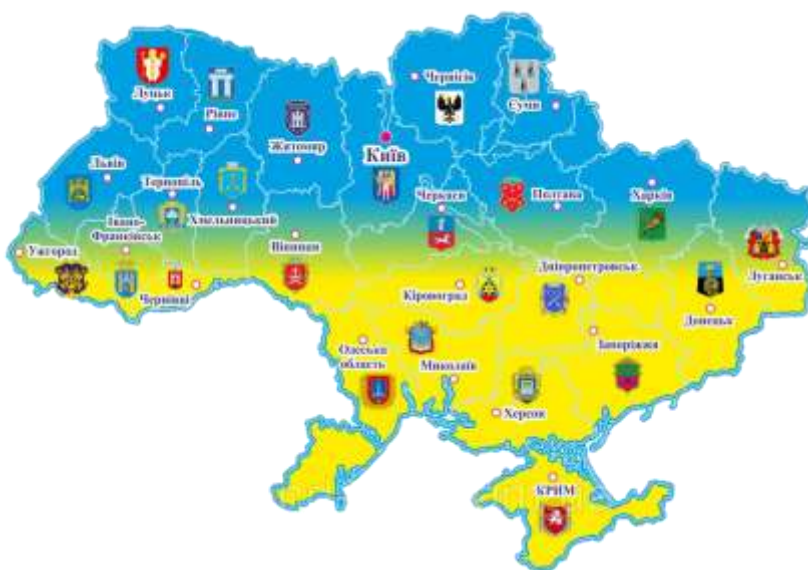 Луцьк
Рівне
Житомир
Київ
Чернігів
Суми
Львів
Тернопіль
Хмельницький
Черкаси
Полтава
Харків
Ужгород
Івано-
Франківськ
Вінниця
Чернівці
Кіровоград
Дніпропетровськ
Луганськ
Донецьк
Запоріжжя
Одеська
область
Миколаїв
Херсон
КРИМ